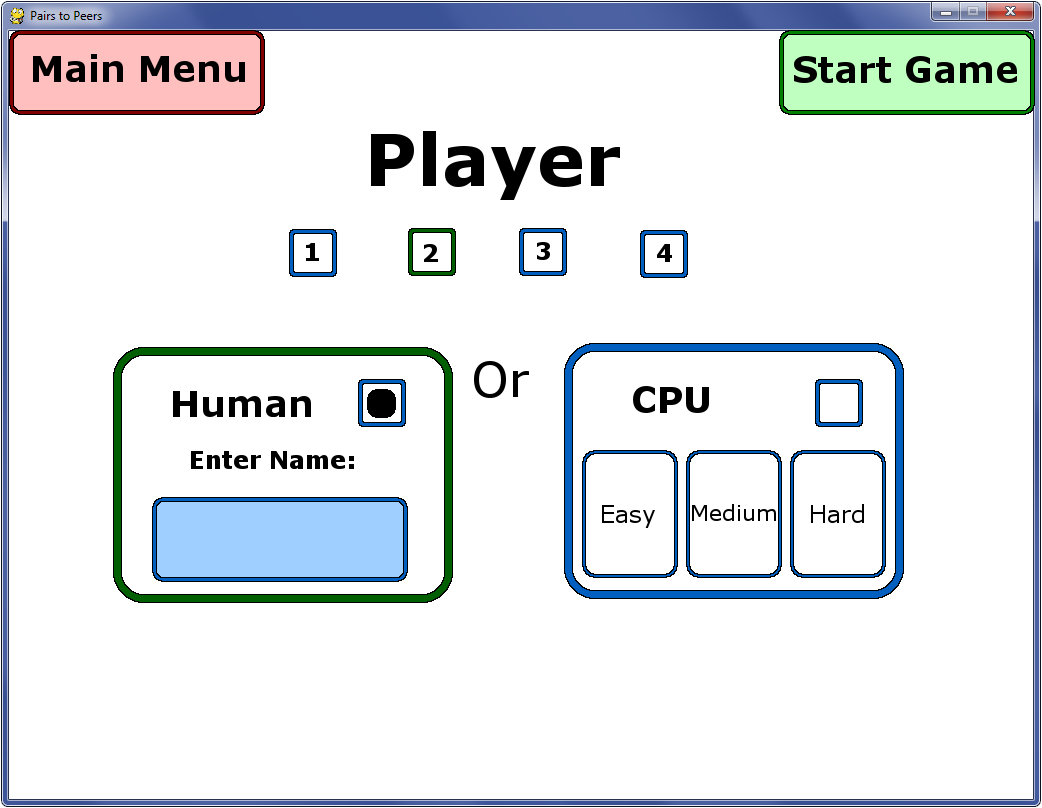 Pairs to Peers
Main Menu
Start Game
Player
1 2 3 4
Human
Or
CPU
Enter Name:
Easy Medium Hard